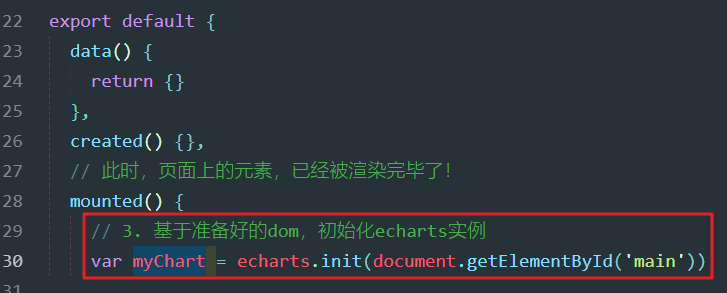 22 export default {
23 data() {
24 return {}
25 },
26 created() {},
27 // 此时，页面上的元素，已经被渲染完毕了！
28 mounted() {
29 // 3. 基于准备好的dom，初始化echarts实例
30 var myChart = echarts.init(document.getElementById('main'))
31